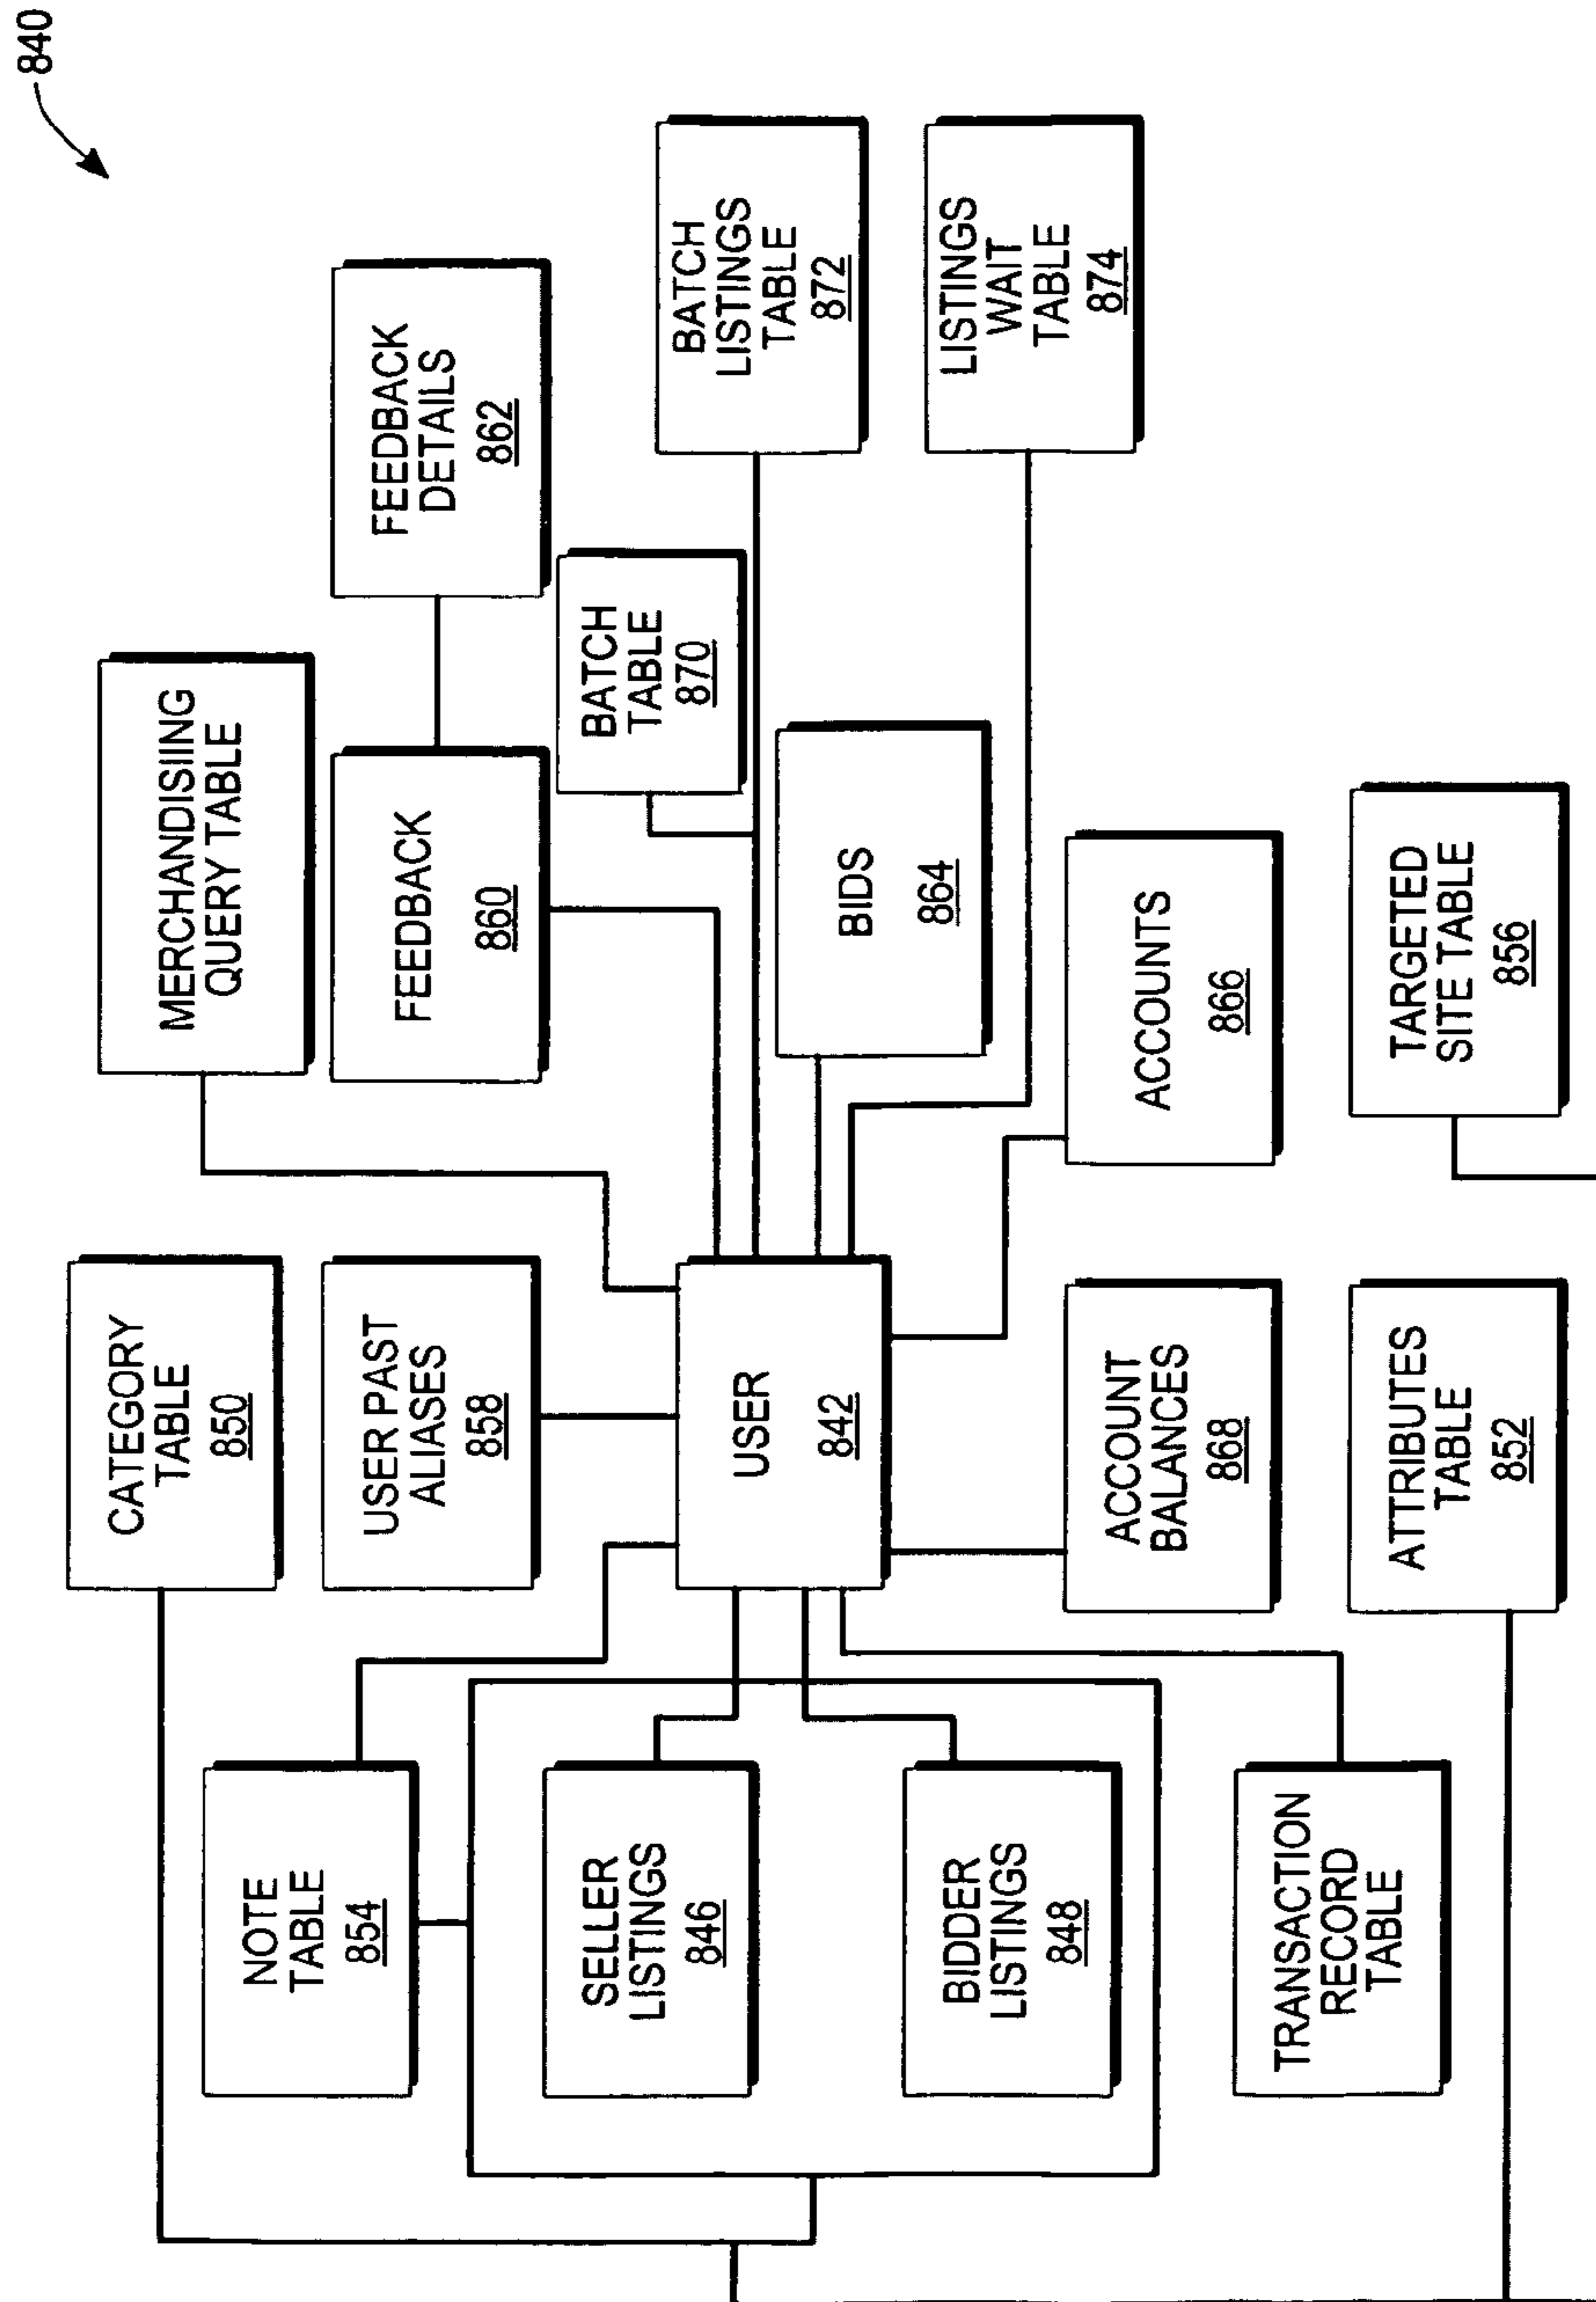 840
CATEGORY
TABLE
850
MERCHANDISIING
QUERY TABLE
NOTE
TABLE
854
USER PAST
ALIASES
858
FEEDBACK
860
FEEDBACK
DETAILS
862
BATCH
TABLE
870
SELLER
LISTINGS
846
USER
842
BATCH
LISTINGS
TABLE
872
BIDS
864
BIDDER
LISTINGS
848
LISTINGS
WAIT
TABLE
874
ACCOUNT
BALANCES
868
ACCOUNTS
866
TRANSACTION
RECORD
TABLE
ATTRIBUTES
TABLE
852
TARGETED
SITE TABLE
856